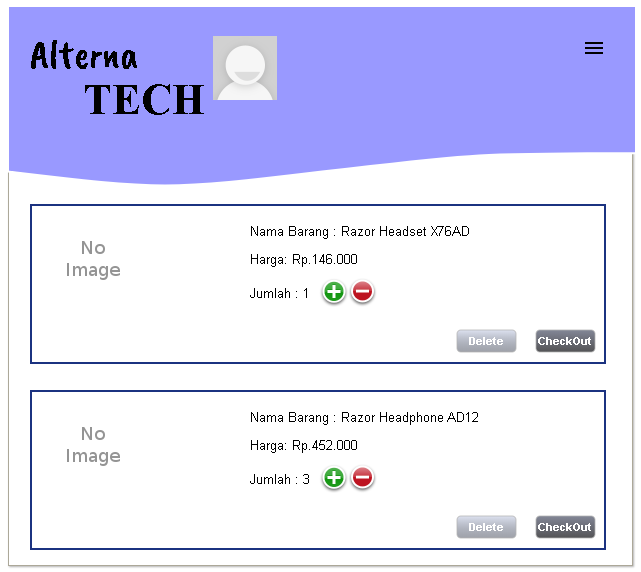 Alterna
TECH
No
Image
Nama Barang : Razor Headset X76AD
Harga: Rp.146.000
Jumlah : 1
Delete
CheckOut
No
Image
Nama Barang : Razor Headphone AD12
Harga: Rp.452.000
Jumlah : 3
Delete
CheckOut